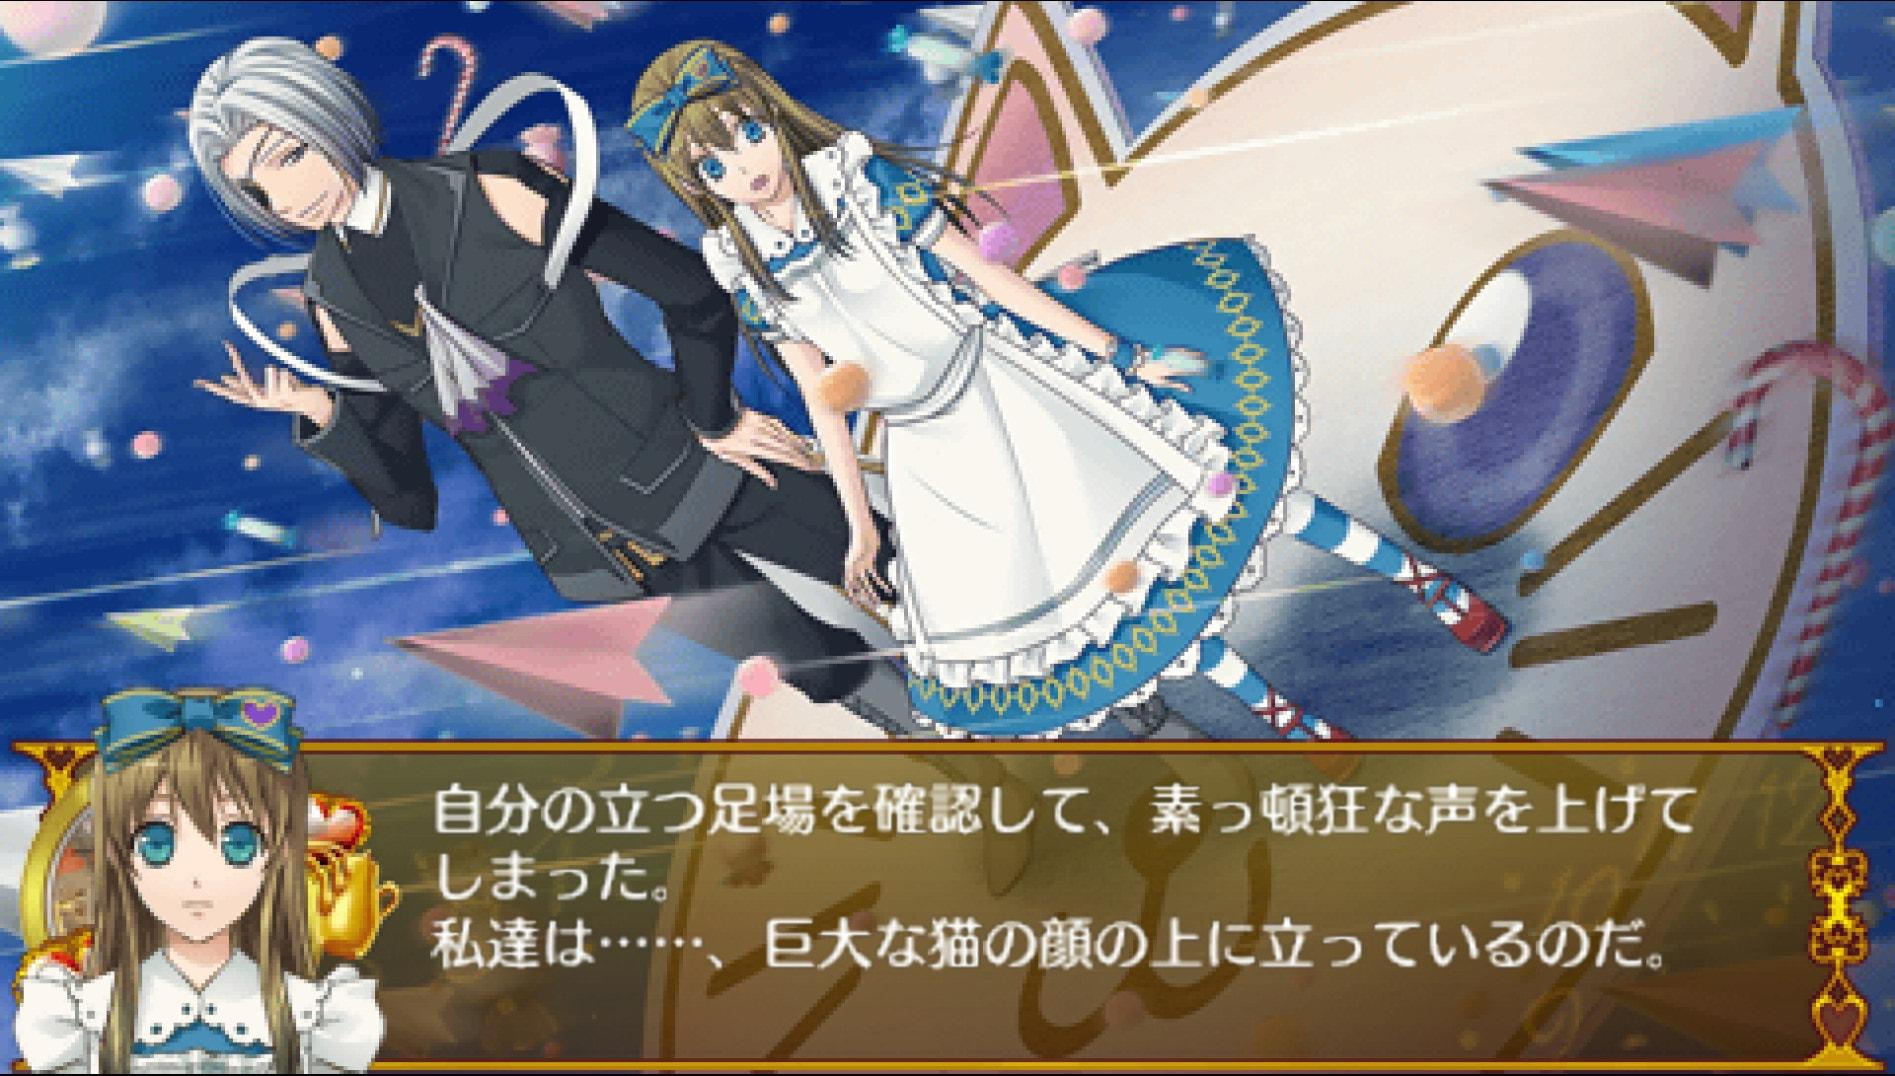 自分の立つ足場を確認して、素っ頓狂な声を上げて
しまった。
私達は……、巨大な猫の顔の上に立っているのだ。